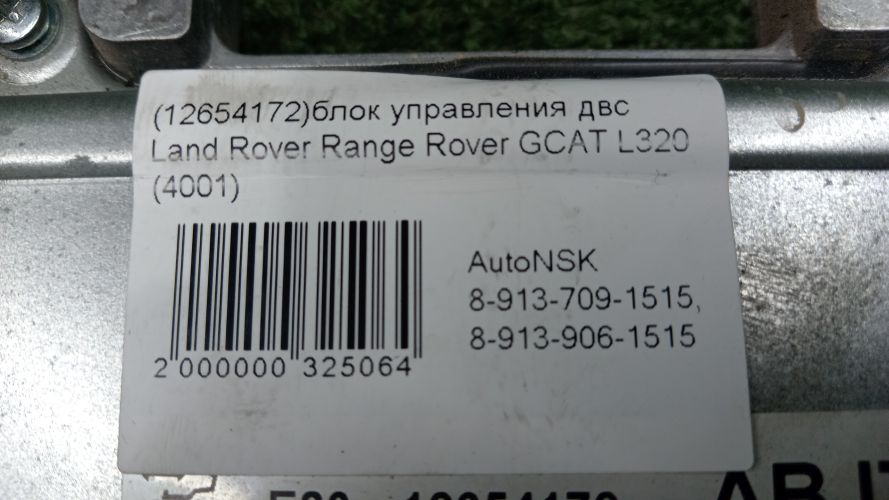 (12654172)блок управления двс
Land Rover Range Rover GCAT L320
(4001)
AutoNSK
8-913-709-1515,
8-913-906-1515
2 000000 325064